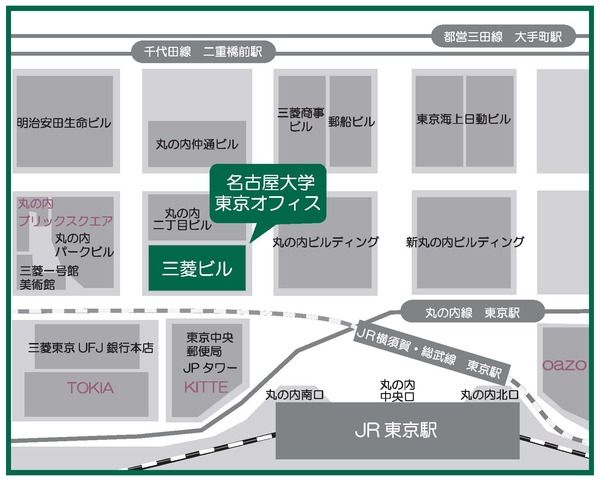 都営三田線　大手町駅
千代田線　二重橋前駅
明治安田生命ビル
丸の内仲通ビル
三菱商事
ビル
郵船ビル
東京海上日動ビル
名古屋大学
東京オフィス
丸の内
ブリックスクエア
丸の内
パークビル
三菱一号館
美術館
丸の内
二丁目ビル
三菱ビル
丸の内ビルディング
新丸の内ビルディング
丸の内線　東京駅
JR横須賀・総武線　東京駅
三菱東京UFJ銀行本店
TOKIA
東京中央
郵便局
JPタワー
KITTE
oazo
丸の内南口
丸の内
中央口
丸の内北口
JR東京駅